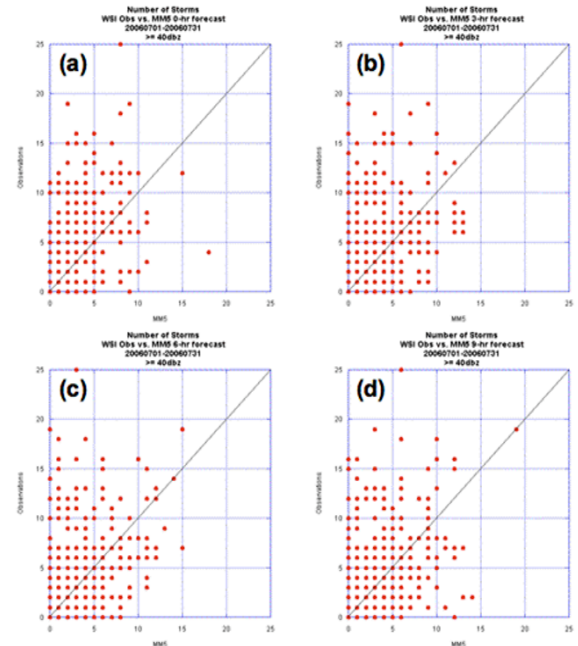 Number of Storms
WSI Obs vs. MM5 0-hr forecast
20060701-20060731
>= 40dbz
(a)
25
20
15
10
5
0
Observations
0 5 10 15 20 25
MM5
Number of Storms
WSI Obs vs. MM5 3-hr forecast
20060701-20060731
>= 40dbz
(b)
25
20
15
10
5
0
Observations
0 5 10 15 20 25
MM5
Number of Storms
WSI Obs vs. MM5 6-hr forecast
20060701-20060731
>= 40dbz
(c)
25
20
15
10
5
0
Observations
0 5 10 15 20 25
MM5
Number of Storms
WSI Obs vs. MM5 9-hr forecast
20060701-20060731
>= 40dbz
(d)
25
20
15
10
5
0
Observations
0 5 10 15 20 25
MM5